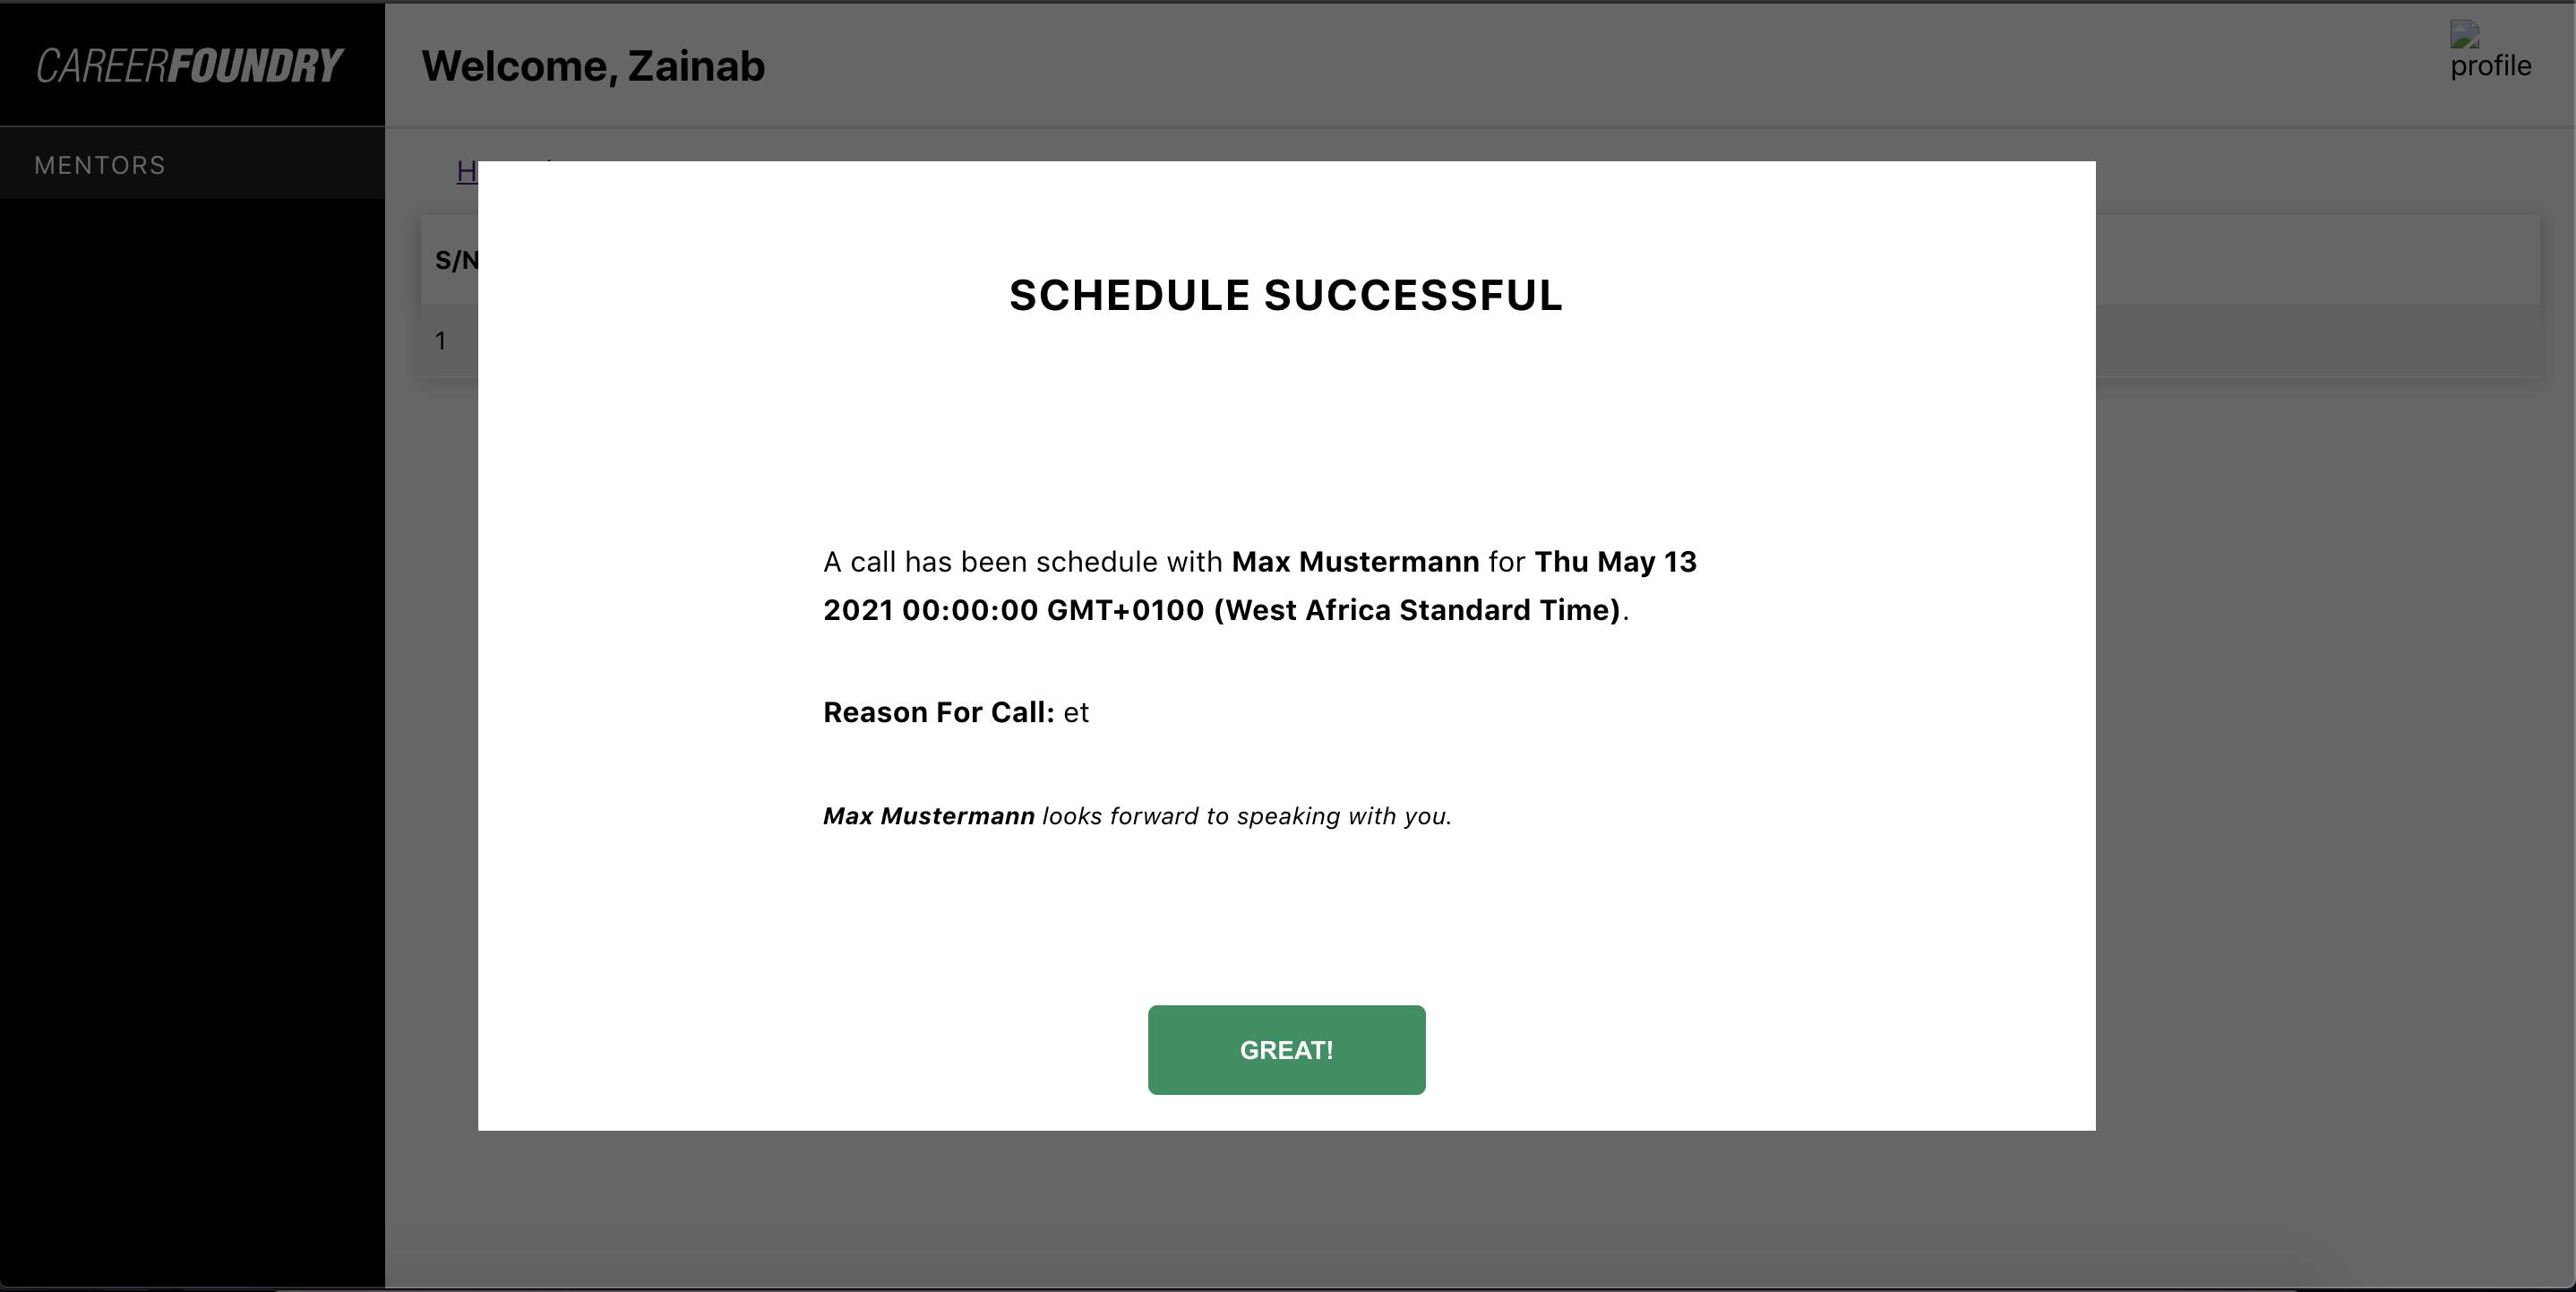 CAREERFOUNDRY
Welcome, Zainab
profile
MENTORS
S/N
1
SCHEDULE SUCCESSFUL
A call has been schedule with Max Mustermann for Thu May 13
2021 00:00:00 GMT+0100 (West Africa Standard Time).
Reason For Call: et
Max Mustermann looks forward to speaking with you.
GREAT!